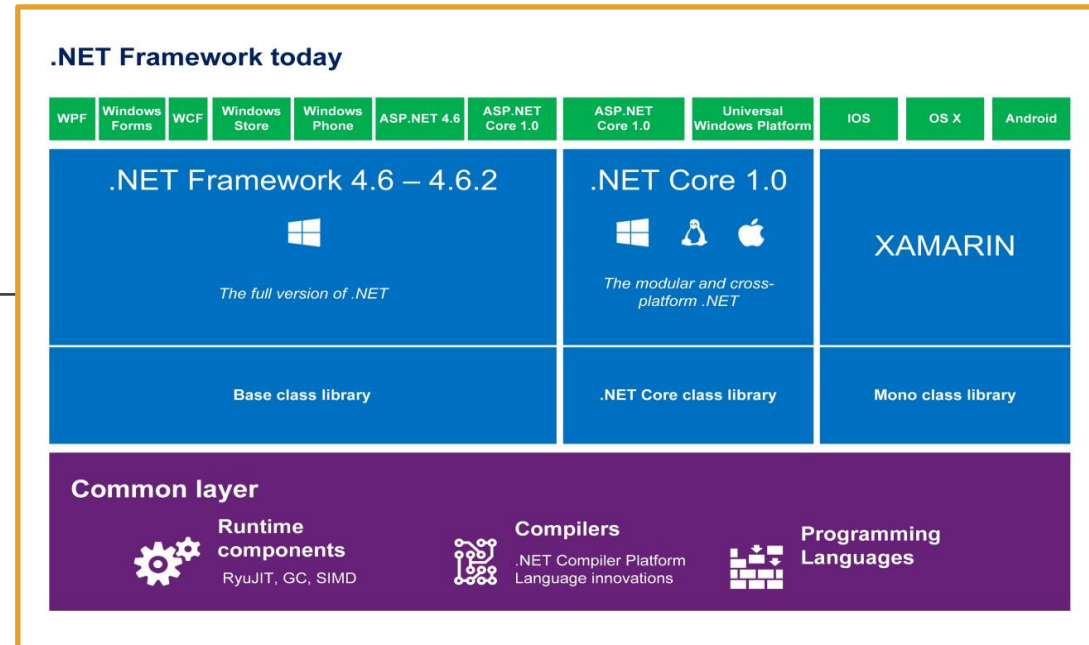 .NET Framework today
WPF
Windows
Forms
WCF
Windows
Store
Windows
Phone
ASP.NET 4.6
ASP.NET
Core 1.0
ASP.NET
Core 1.0
Universal
Windows Platform
IOS
OS X
Android
.NET Framework 4.6 – 4.6.2
The full version of .NET
.NET Core 1.0
The modular and cross-
platform .NET
XAMARIN
Base class library
.NET Core class library
Mono class library
Common layer
Runtime
components
RyuJIT, GC, SIMD
Compilers
.NET Compiler Platform
Language innovations
Programming
Languages